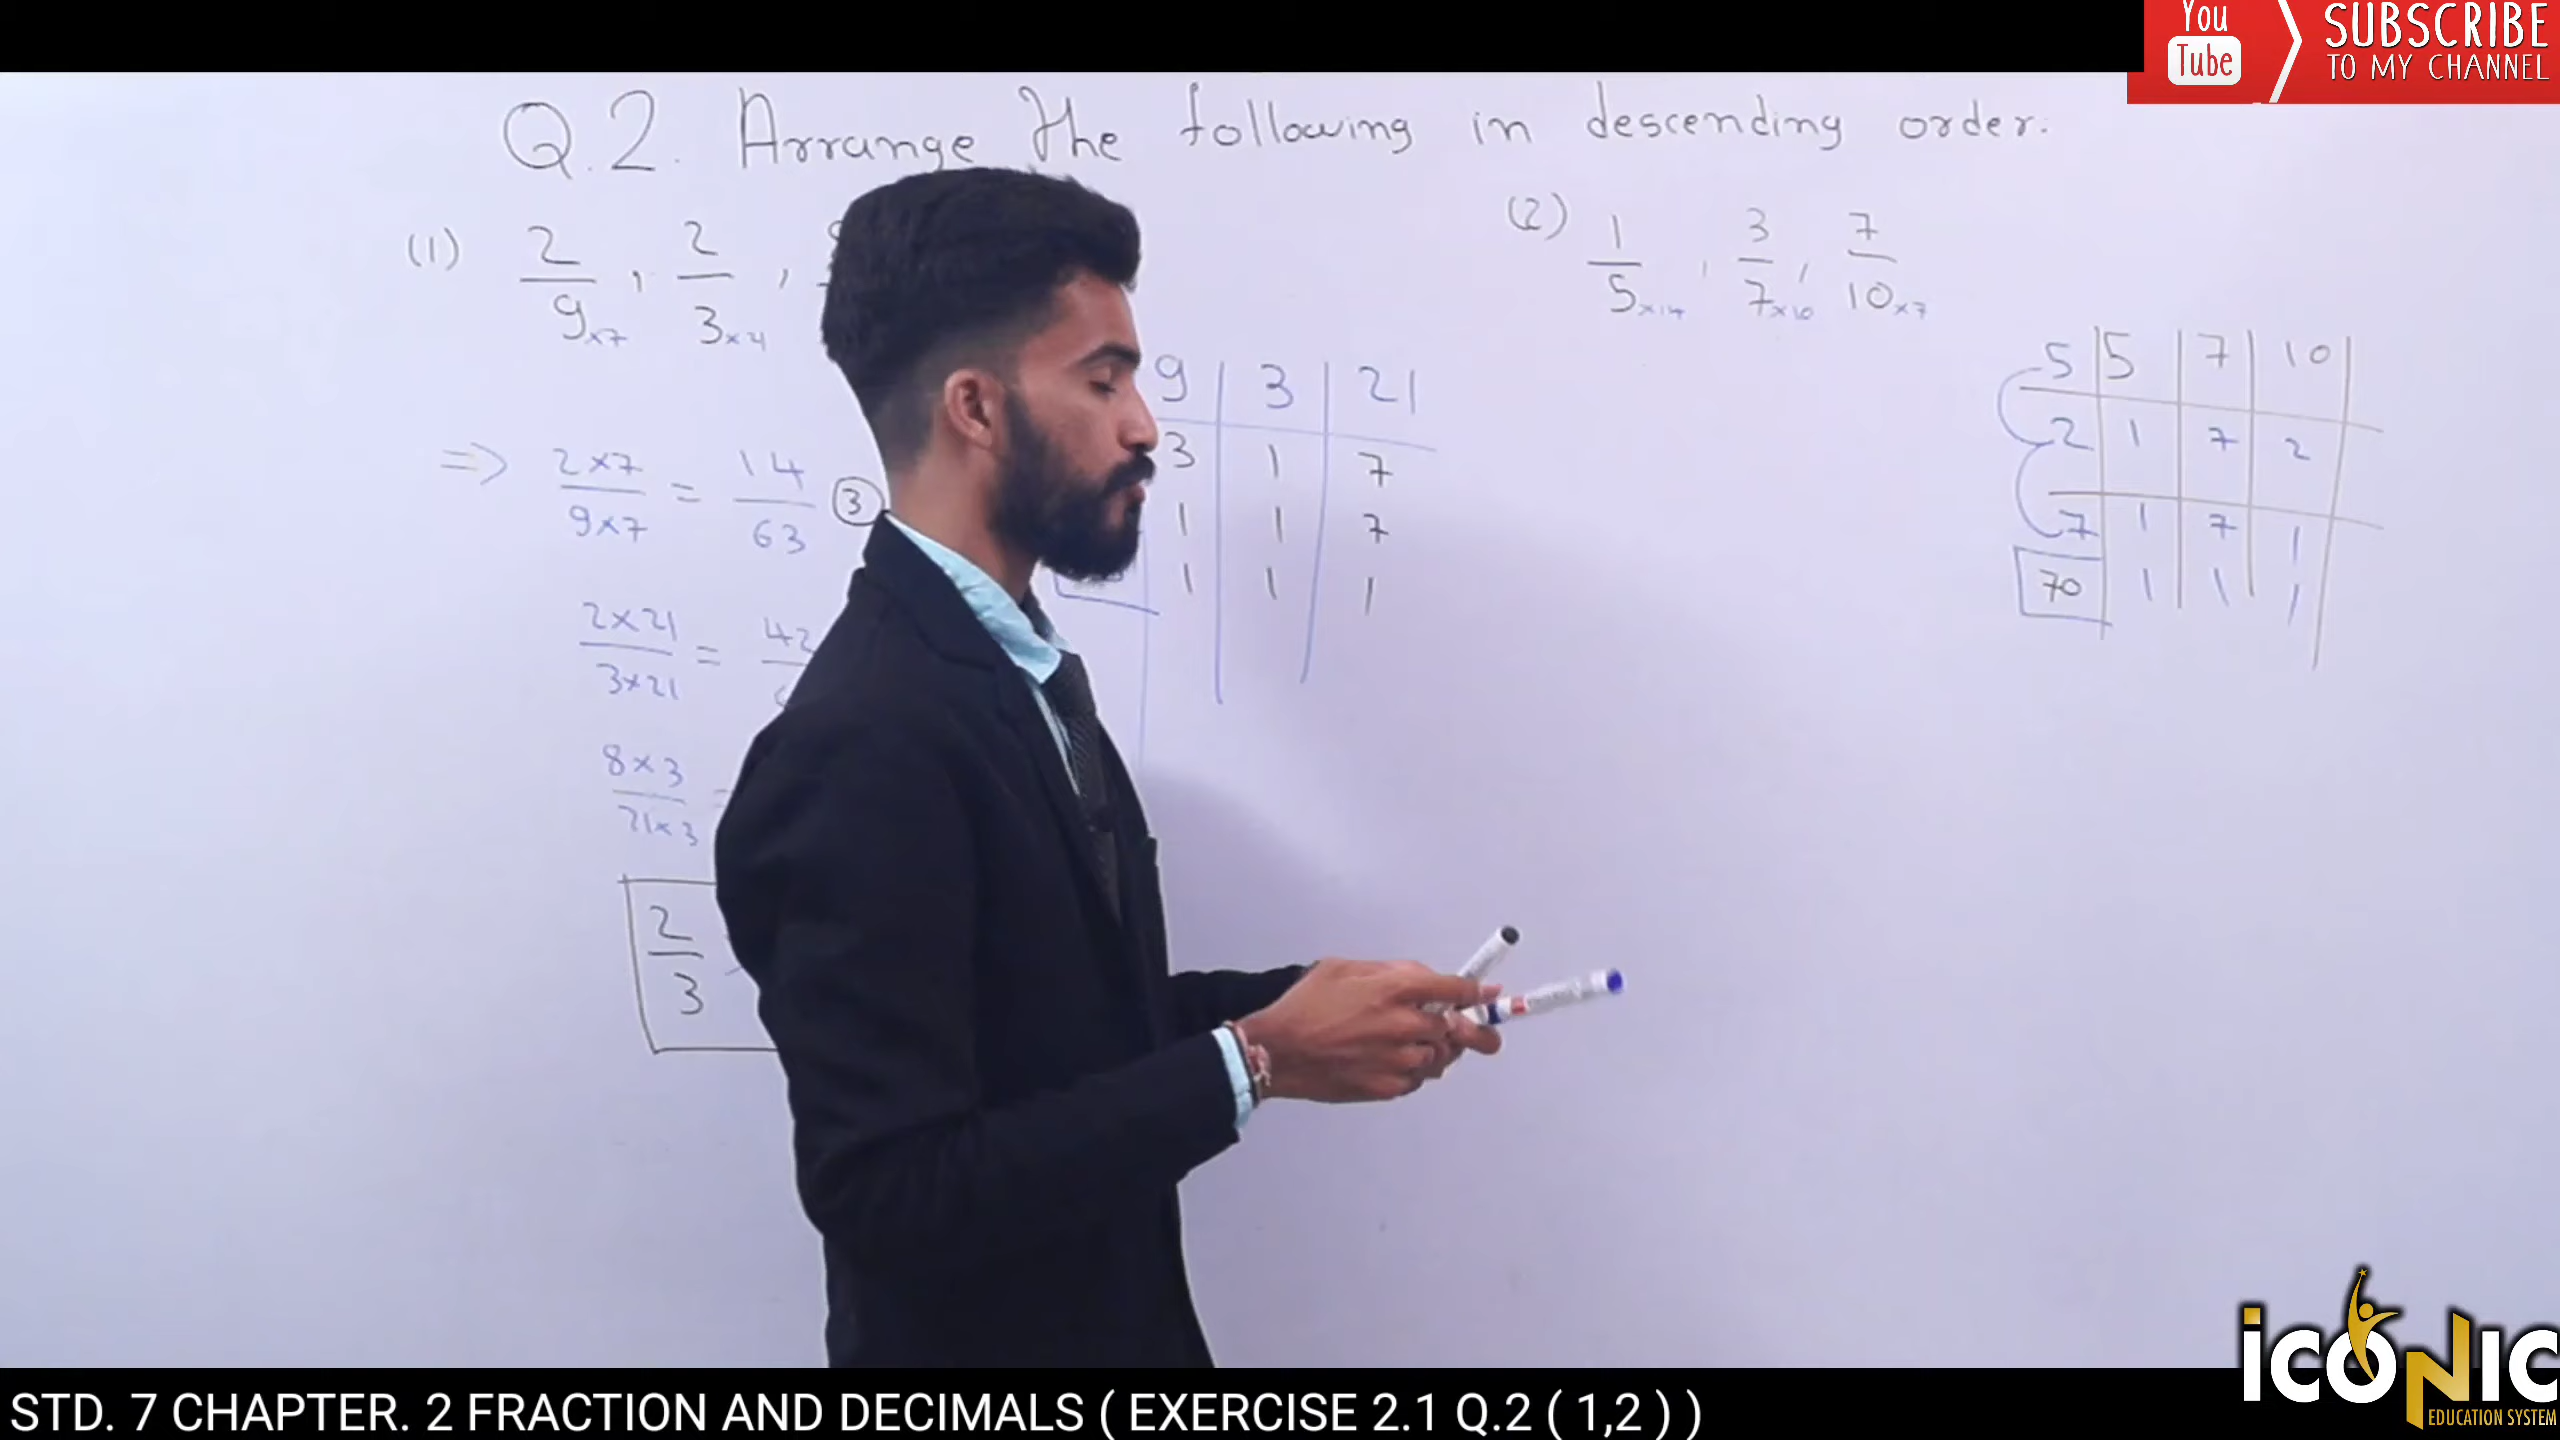 You Tube
SUBSCRIBE
TO MY CHANNEL
Q.2. Arrange the following in descending order.
(1) 2/9×7 , 2/3×21 ,
⇒ 2×7/9×7 = 14/63 ③
2×21/3×21 = 42
8×3/21×3 =
2/3
9 | 3 | 21
3 | 1 | 7
1 | 1 | 7
1 | 1 | 1
(2) 1/5×14 , 3/7×10 , 7/10×7
5 | 5 | 7 | 10
2 | 1 | 7 | 2
7 | 1 | 7 | 1
70 | 1 | 1 | 1
ICONIC
EDUCATION SYSTEM
STD. 7 CHAPTER. 2 FRACTION AND DECIMALS ( EXERCISE 2.1 Q.2 ( 1,2 ) )